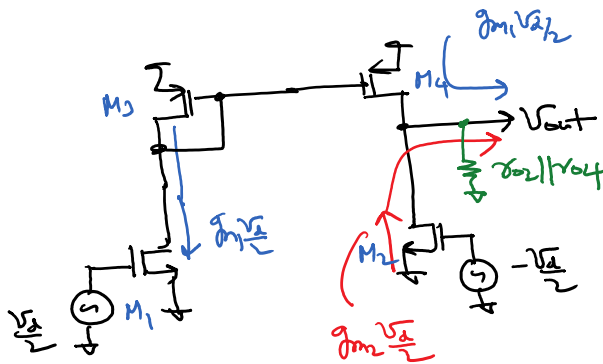 gm1 vd/2
M3
M4
Vout
ro2||ro4
gm1 vd/2
M2
-vd/2
vd/2
M1
gm2 vd/2